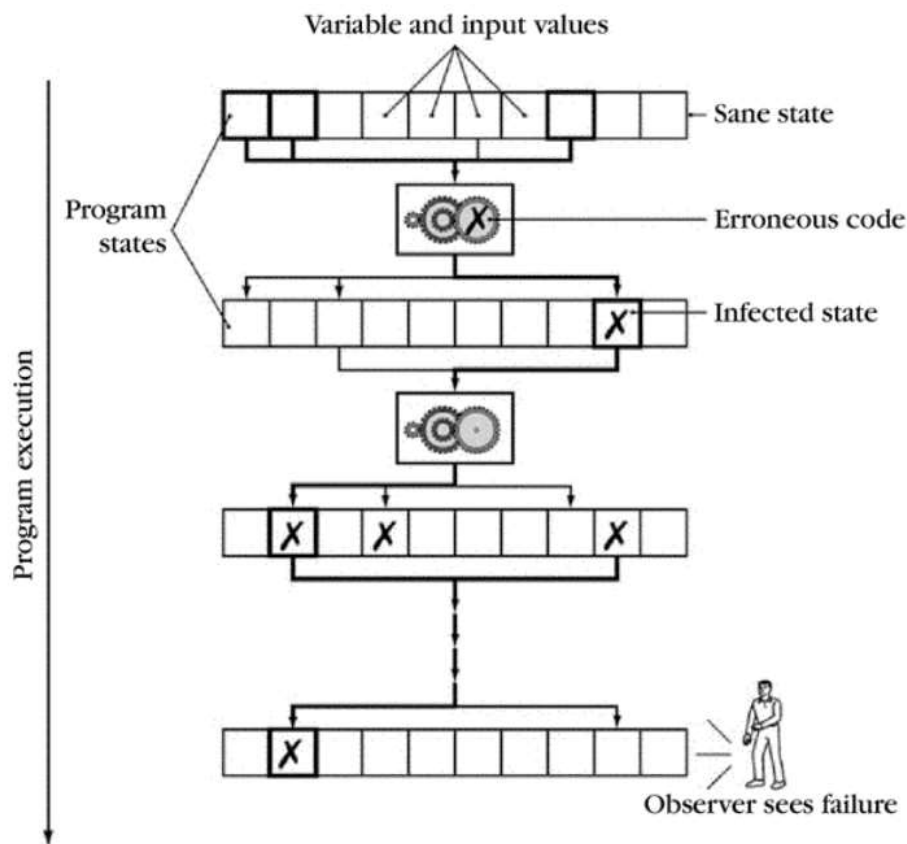 Variable and input values
Sane state
Program
states
Erroneous code
Infected state
Program execution
Observer sees failure